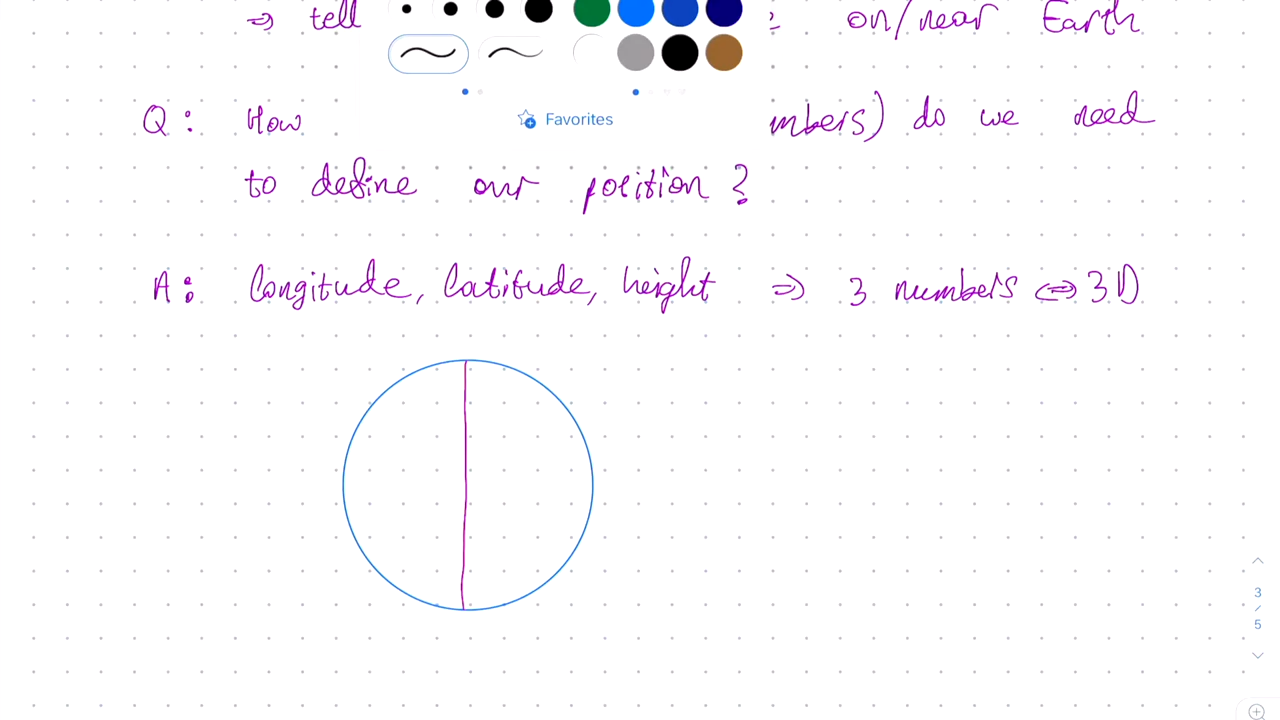 ⇒ tell on/near Earth
Q: How mbers) do we need
Favorites
to define our position?
A: Longitude, Latitude, height ⇒ 3 numbers ⇔ 3D
3
/
5